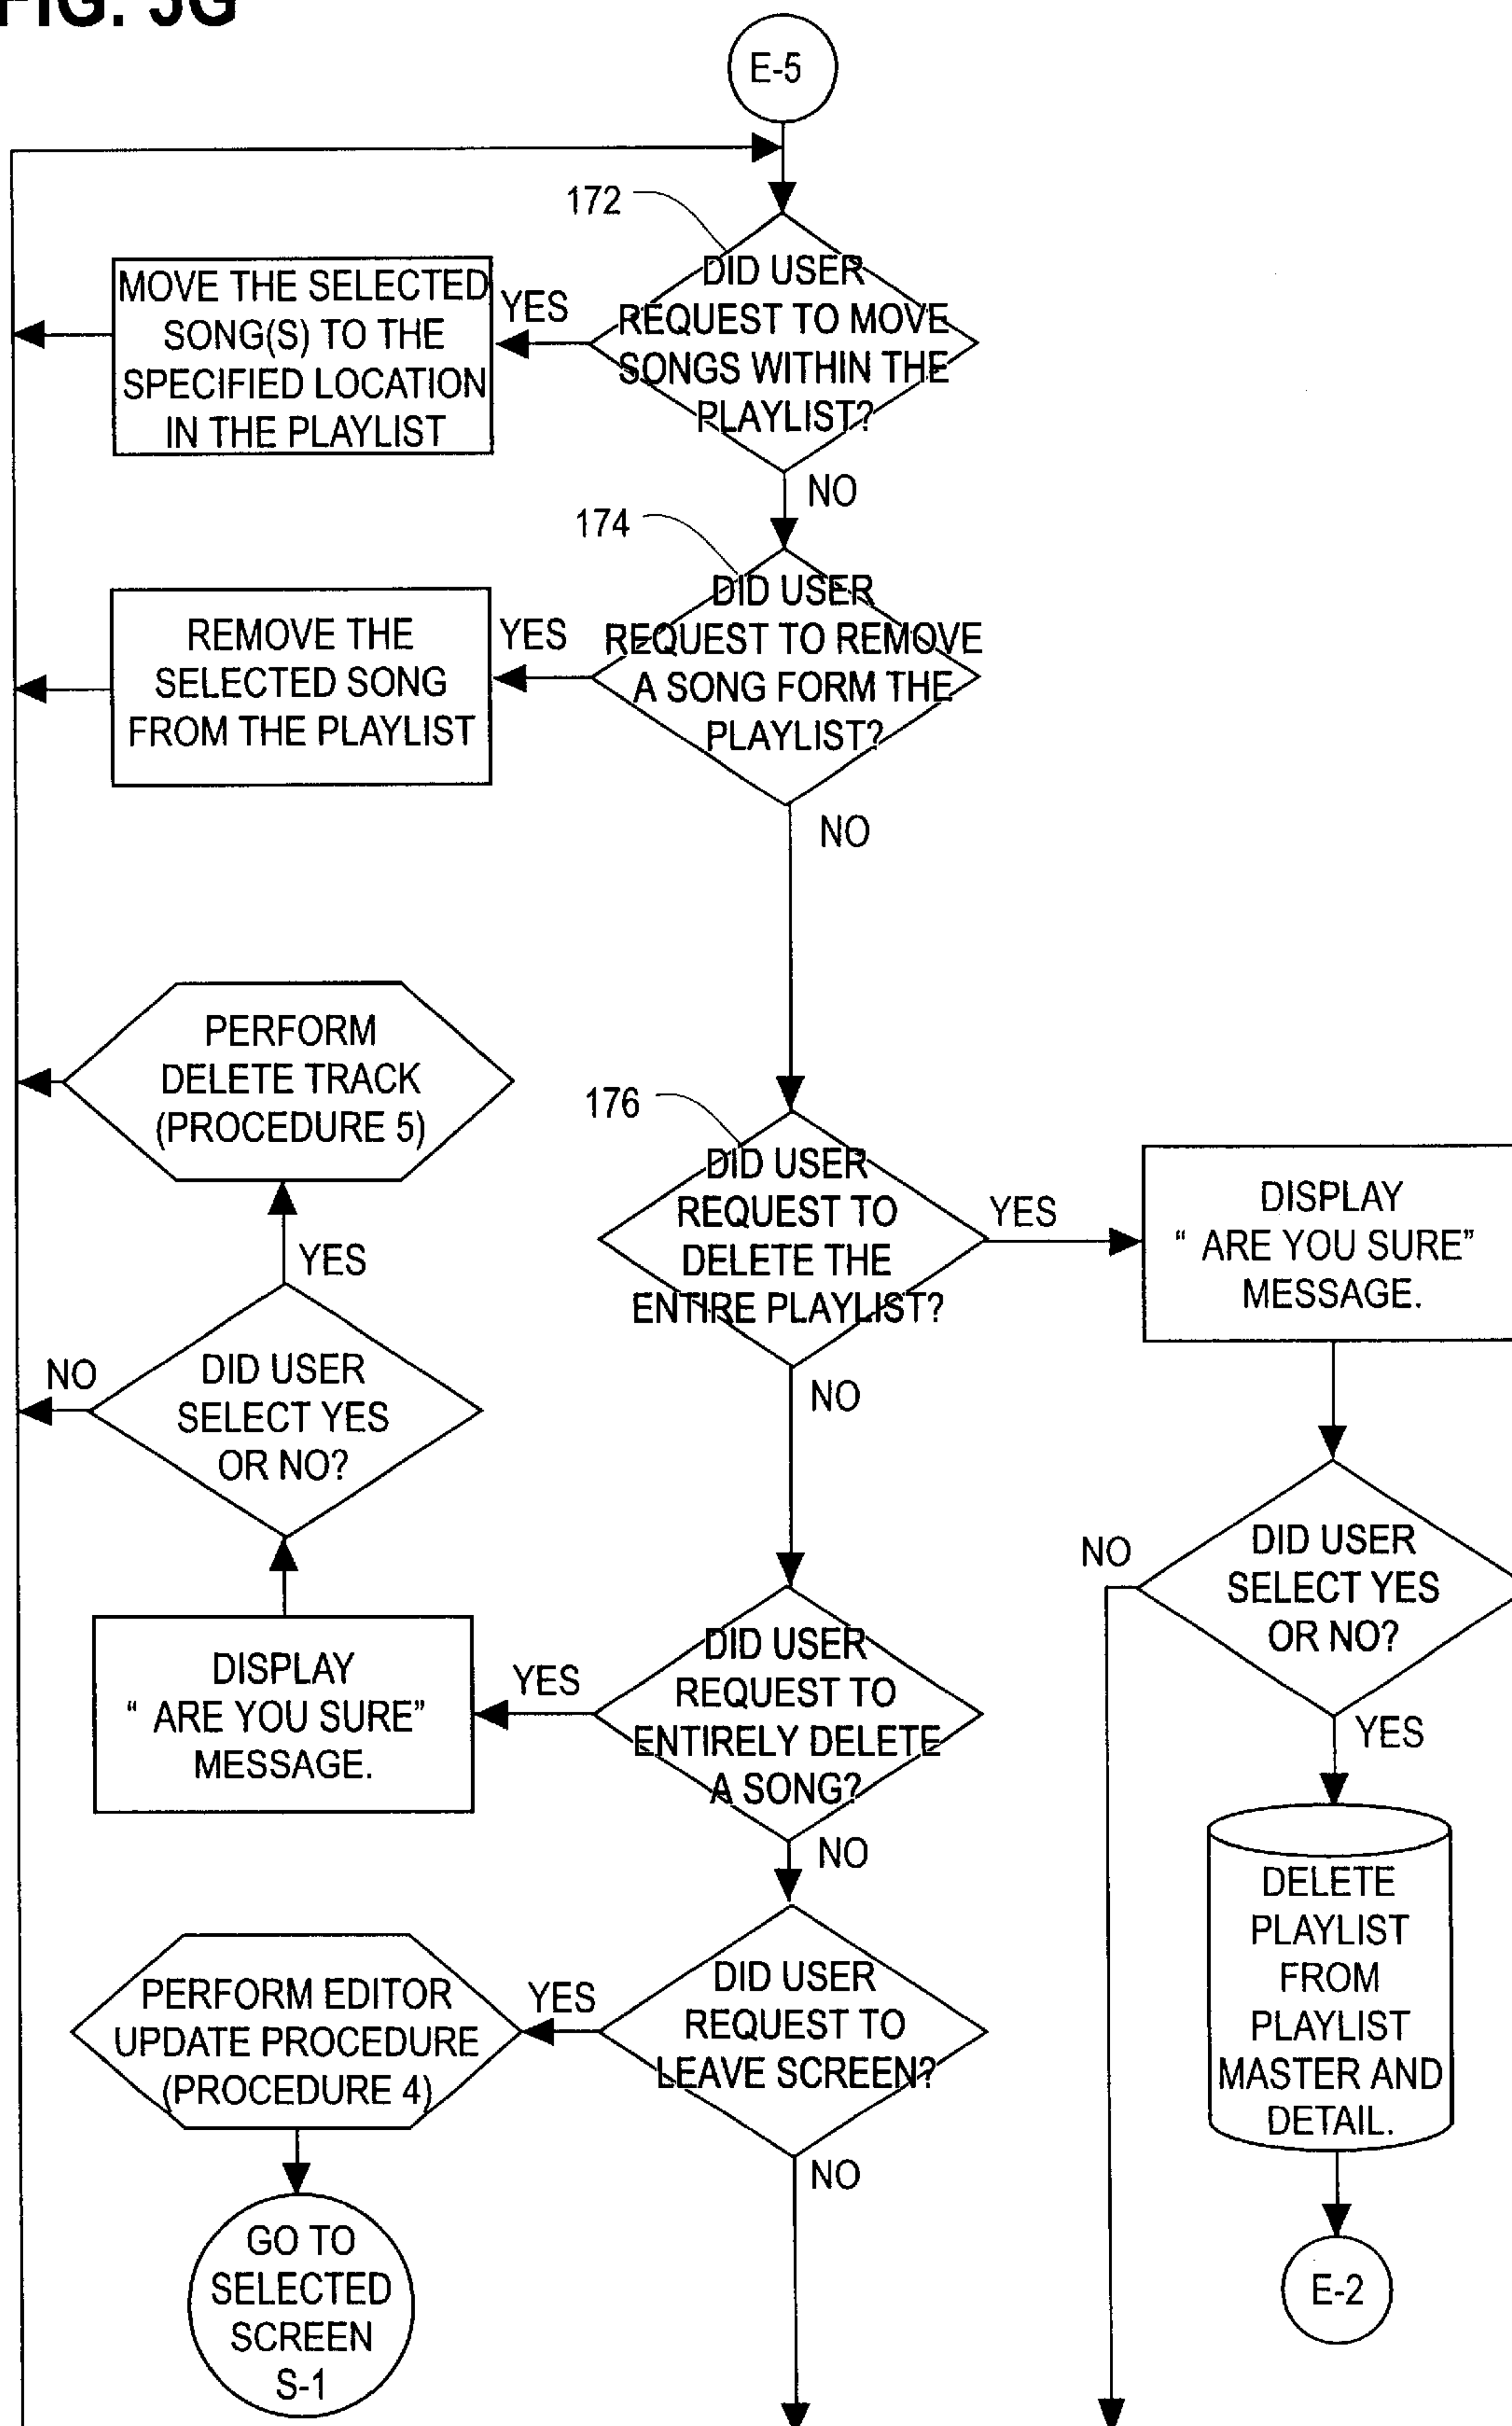 FIG. 3G
E-5
172
DID USER
REQUEST TO MOVE
SONGS WITHIN THE
PLAYLIST?
YES
MOVE THE SELECTED
SONG(S) TO THE
SPECIFIED LOCATION
IN THE PLAYLIST
NO
174
DID USER
REQUEST TO REMOVE
A SONG FORM THE
PLAYLIST?
YES
REMOVE THE
SELECTED SONG
FROM THE PLAYLIST
NO
176
DID USER
REQUEST TO
DELETE THE
ENTIRE PLAYLIST?
YES
DISPLAY
" ARE YOU SURE"
MESSAGE.
DID USER
SELECT YES
OR NO?
NO
YES
DELETE
PLAYLIST
FROM
PLAYLIST
MASTER AND
DETAIL.
E-2
NO
DID USER
REQUEST TO
ENTIRELY DELETE
A SONG?
YES
DISPLAY
" ARE YOU SURE"
MESSAGE.
DID USER
SELECT YES
OR NO?
NO
YES
PERFORM
DELETE TRACK
(PROCEDURE 5)
NO
DID USER
REQUEST TO
LEAVE SCREEN?
YES
PERFORM EDITOR
UPDATE PROCEDURE
(PROCEDURE 4)
GO TO
SELECTED
SCREEN
S-1
NO